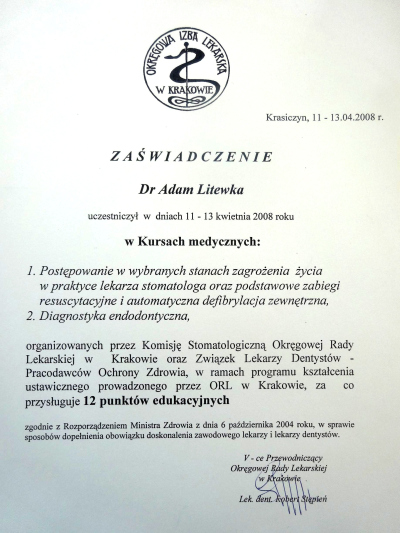 OKRĘGOWA IZBA LEKARSKA
W KRAKOWIE
Krasiczyn, 11 - 13.04.2008 r.
ZAŚWIADCZENIE
Dr Adam Litewka
uczestniczył w dniach 11 - 13 kwietnia 2008 roku
w Kursach medycznych:
1. Postępowanie w wybranych stanach zagrożenia życia
w praktyce lekarza stomatologa oraz podstawowe zabiegi
resuscytacyjne i automatyczna defibrylacja zewnętrzna,
2. Diagnostyka endodontyczna,
organizowanych przez Komisję Stomatologiczną Okręgowej Rady
Lekarskiej w Krakowie oraz Związek Lekarzy Dentystów -
Pracodawców Ochrony Zdrowia, w ramach programu kształcenia
ustawicznego prowadzonego przez ORL w Krakowie, za co
przysługuje 12 punktów edukacyjnych
zgodnie z Rozporządzeniem Ministra Zdrowia z dnia 6 października 2004 roku, w sprawie
sposobów dopełnienia obowiązku doskonalenia zawodowego lekarzy i lekarzy dentystów.
V - ce Przewodniczący
Okręgowej Rady Lekarskiej
w Krakowie
Lek. dent. Robert Stępień